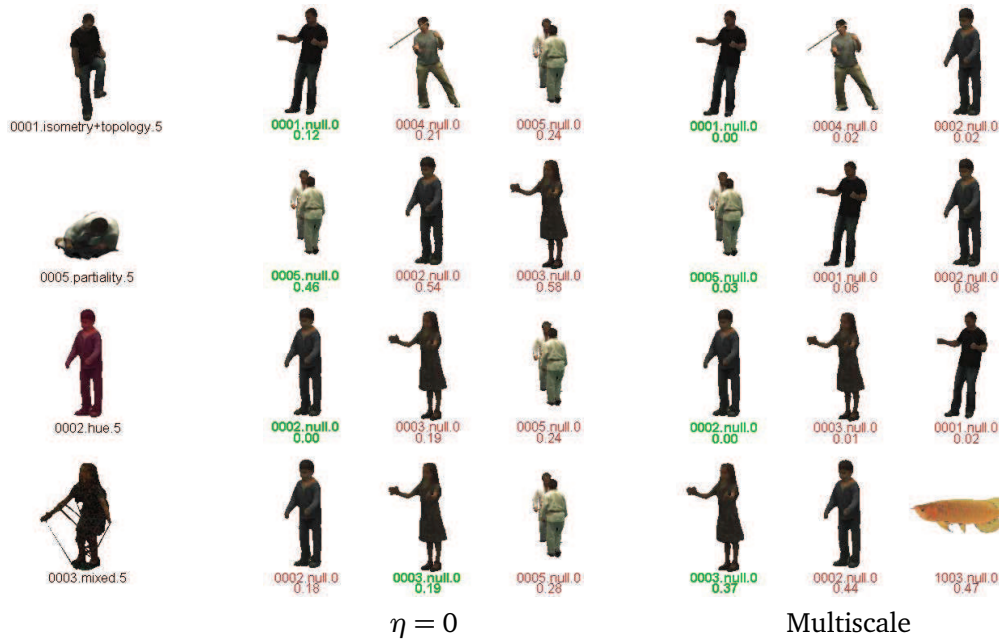 0001.isometry+topology.5
0001.null.0
0.12
0004.null.0
0.21
0005.null.0
0.24
0001.null.0
0.00
0004.null.0
0.02
0002.null.0
0.02
0005.partiality.5
0005.null.0
0.46
0002.null.0
0.54
0003.null.0
0.58
0005.null.0
0.03
0001.null.0
0.06
0002.null.0
0.08
0002.hue.5
0002.null.0
0.00
0003.null.0
0.19
0005.null.0
0.24
0002.null.0
0.00
0003.null.0
0.01
0001.null.0
0.02
0003.mixed.5
0002.null.0
0.18
0003.null.0
0.19
0005.null.0
0.28
0003.null.0
0.37
0002.null.0
0.44
1003.null.0
0.47
η = 0
Multiscale